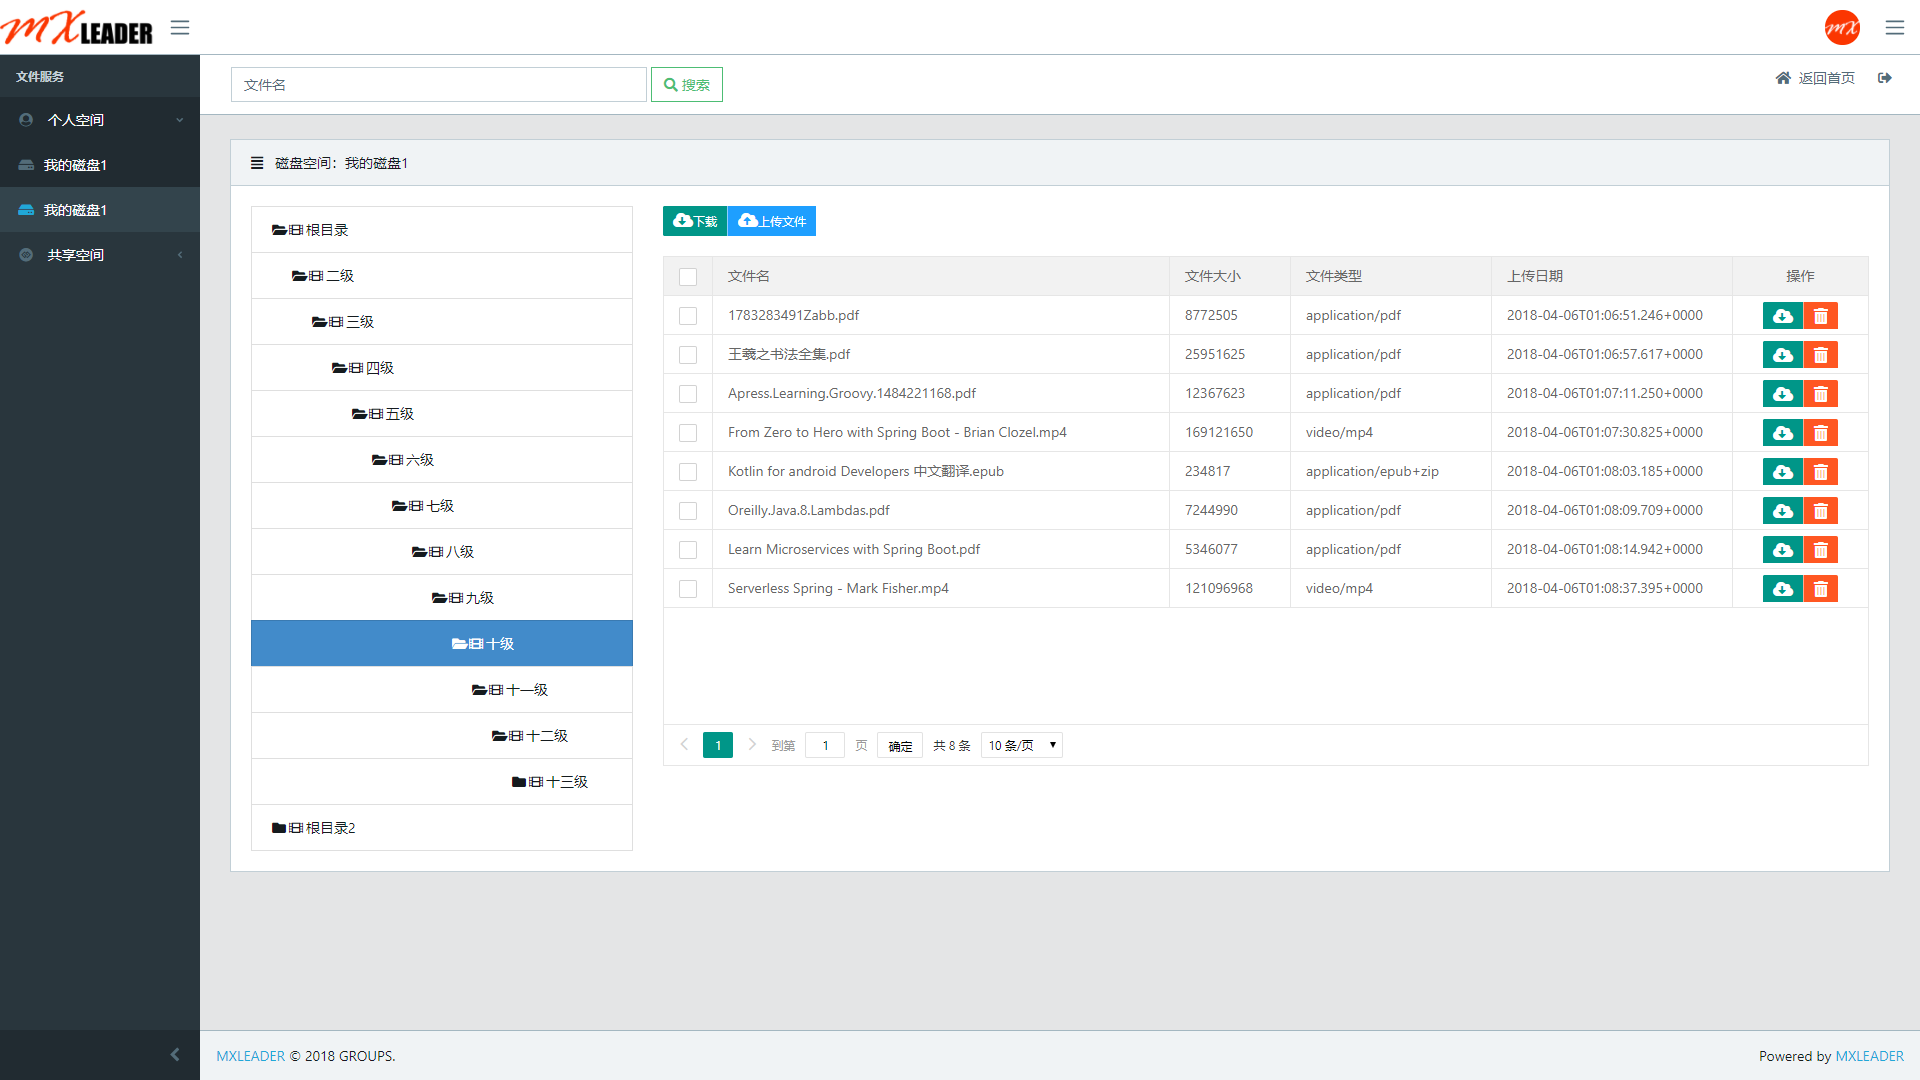 MXLEADER
MX
文件服务
文件名
搜索
返回首页
个人空间
我的磁盘1
我的磁盘1
共享空间
磁盘空间：我的磁盘1
根目录
二级
三级
四级
五级
六级
七级
八级
九级
十级
十一级
十二级
十三级
根目录2
下载 上传文件
文件名 文件大小 文件类型 上传日期 操作
1783283491Zabb.pdf 8772505 application/pdf 2018-04-06T01:06:51.246+0000
王羲之书法全集.pdf 25951625 application/pdf 2018-04-06T01:06:57.617+0000
Apress.Learning.Groovy.1484221168.pdf 12367623 application/pdf 2018-04-06T01:07:11.250+0000
From Zero to Hero with Spring Boot - Brian Clozel.mp4 169121650 video/mp4 2018-04-06T01:07:30.825+0000
Kotlin for android Developers 中文翻译.epub 234817 application/epub+zip 2018-04-06T01:08:03.185+0000
Oreilly.Java.8.Lambdas.pdf 7244990 application/pdf 2018-04-06T01:08:09.709+0000
Learn Microservices with Spring Boot.pdf 5346077 application/pdf 2018-04-06T01:08:14.942+0000
Serverless Spring - Mark Fisher.mp4 121096968 video/mp4 2018-04-06T01:08:37.395+0000
1 到第 1 页 确定 共 8 条 10 条/页
MXLEADER © 2018 GROUPS.
Powered by MXLEADER